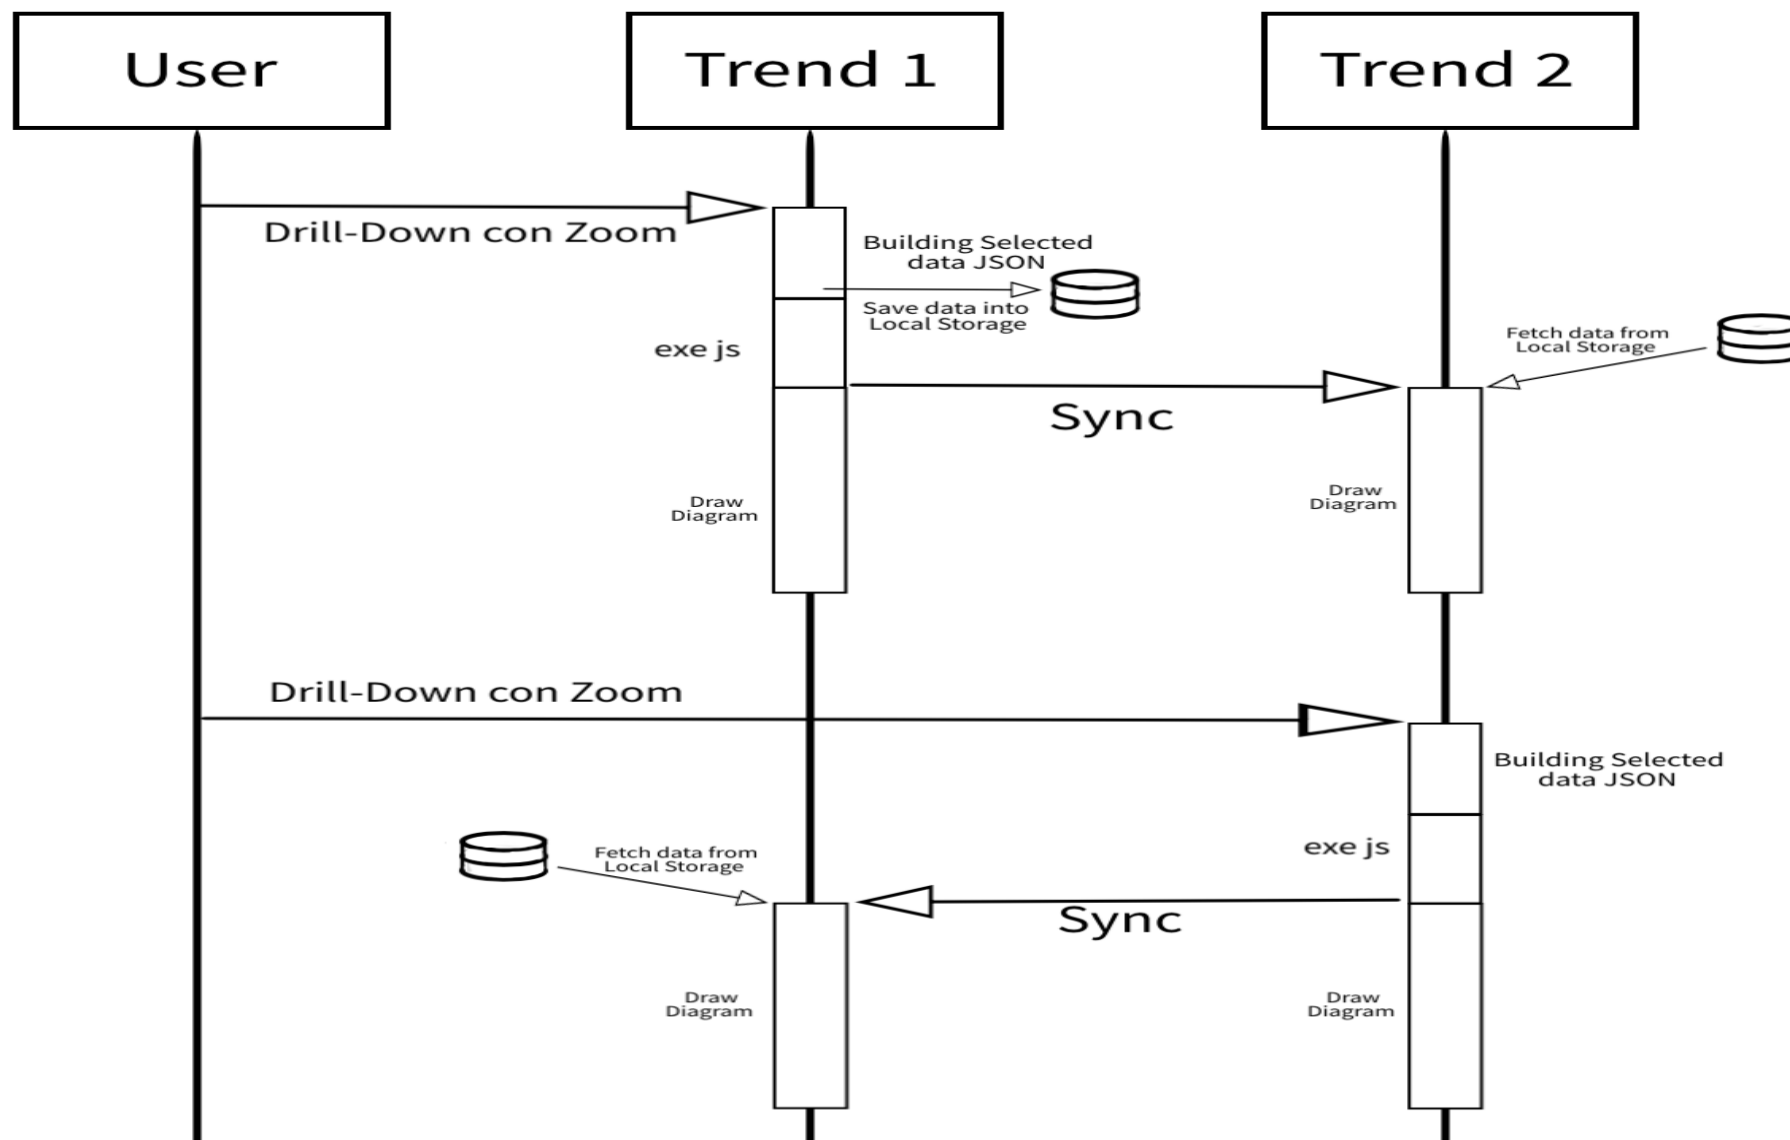 User
Trend 1
Trend 2
Drill-Down con Zoom
Building Selected
data JSON
Save data into
Local Storage
exe js
Fetch data from
Local Storage
Sync
Draw
Diagram
Draw
Diagram
Drill-Down con Zoom
Building Selected
data JSON
exe js
Fetch data from
Local Storage
Sync
Draw
Diagram
Draw
Diagram